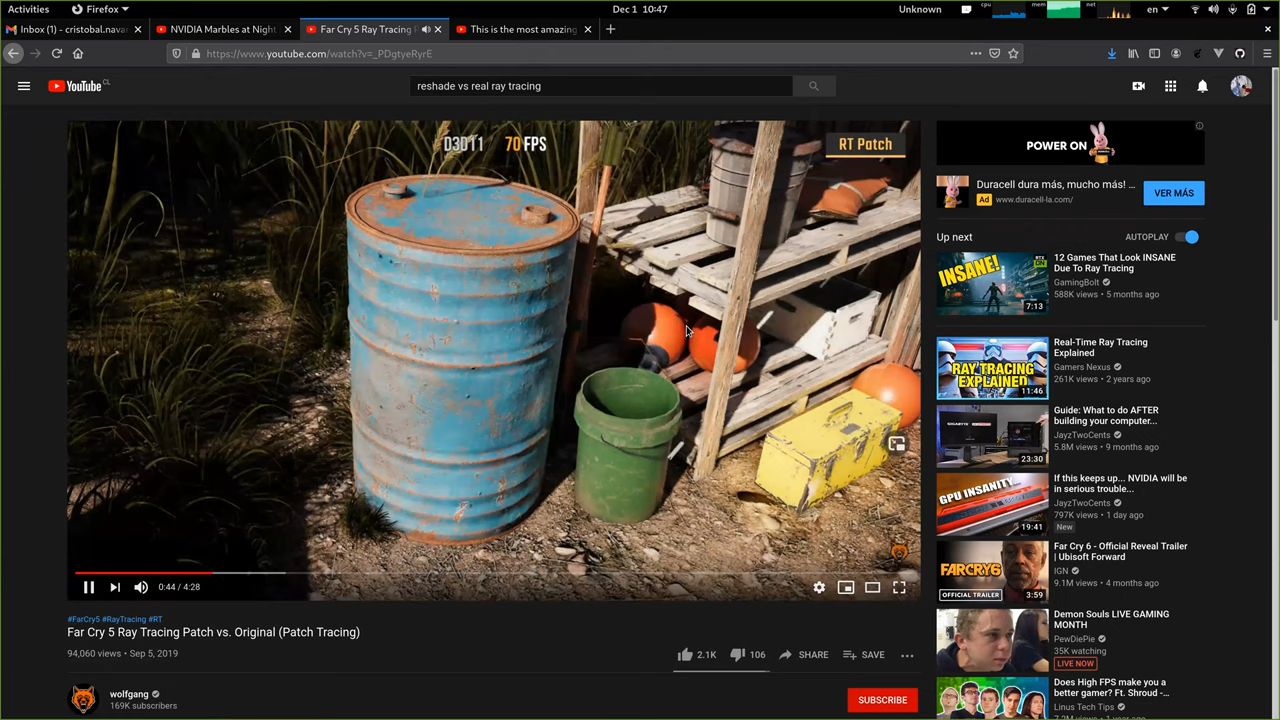 Activities
Firefox
Dec 1 10:47
Unknown
cpu
mem
net
en
Inbox (1) - cristobal.nava
NVIDIA Marbles at Night
Far Cry 5 Ray Tracing P
This is the most amazing
https://www.youtube.com/watch?v=_PDgtyeRyrE
YouTube CL
reshade vs real ray tracing
D3D11 70 FPS
RT Patch
0:44 / 4:28
#FarCry5 #RayTracing #RT
Far Cry 5 Ray Tracing Patch vs. Original (Patch Tracing)
94,060 views • Sep 5, 2019
2.1K
106
SHARE
SAVE
wolfgang
169K subscribers
SUBSCRIBE
POWER ON
Duracell dura más, mucho más! ...
Ad www.duracell-la.com/
VER MÁS
Up next
AUTOPLAY
INSANE!
7:13
12 Games That Look INSANE
Due To Ray Tracing
GamingBolt
588K views • 5 months ago
RAY TRACING
EXPLAINED
11:46
Real-Time Ray Tracing
Explained
Gamers Nexus
261K views • 2 years ago
23:30
Guide: What to do AFTER
building your computer...
JayzTwoCents
5.8M views • 9 months ago
GPU INSANITY...
19:41
If this keeps up... NVIDIA will be
in serious trouble...
JayzTwoCents
797K views • 1 day ago
New
FARCRY6
OFFICIAL TRAILER
3:59
Far Cry 6 - Official Reveal Trailer
| Ubisoft Forward
IGN
9.1M views • 4 months ago
Demon Souls LIVE GAMING
MONTH
PewDiePie
35K watching
LIVE NOW
Does High FPS make you a
better gamer? Ft. Shroud -...
Linus Tech Tips